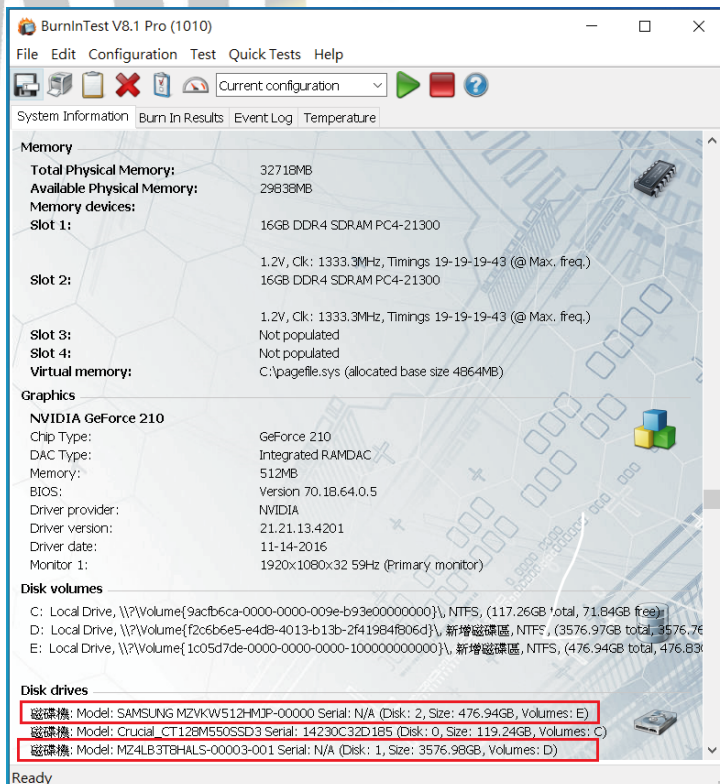 BurnInTest V8.1 Pro (1010)
File Edit Configuration Test Quick Tests Help
Current configuration
System Information Burn In Results Event Log Temperature
Memory
Total Physical Memory: 32718MB
Available Physical Memory: 29838MB
Memory devices:
Slot 1: 16GB DDR4 SDRAM PC4-21300
1.2V, Clk: 1333.3MHz, Timings 19-19-19-43 (@ Max. freq.)
Slot 2: 16GB DDR4 SDRAM PC4-21300
1.2V, Clk: 1333.3MHz, Timings 19-19-19-43 (@ Max. freq.)
Slot 3: Not populated
Slot 4: Not populated
Virtual memory: C:\pagefile.sys (allocated base size 4864MB)
Graphics
NVIDIA GeForce 210
Chip Type: GeForce 210
DAC Type: Integrated RAMDAC
Memory: 512MB
BIOS: Version 70.18.64.0.5
Driver provider: NVIDIA
Driver version: 21.21.13.4201
Driver date: 11-14-2016
Monitor 1: 1920x1080x32 59Hz (Primary monitor)
Disk volumes
C: Local Drive, \\?\Volume{9acfb6ca-0000-0000-009e-b93e00000000}\, NTFS, (117.26GB total, 71.84GB free)
D: Local Drive, \\?\Volume{f2c6b6e5-e4d8-4013-b13b-2f41984f806d}\, 新增磁碟區, NTFS, (3576.97GB total, 3576.76
E: Local Drive, \\?\Volume{1c05d7de-0000-0000-0000-100000000000}\, 新增磁碟區, NTFS, (476.94GB total, 476.83G
Disk drives
磁碟機: Model: SAMSUNG MZVKW512HMJP-00000 Serial: N/A (Disk: 2, Size: 476.94GB, Volumes: E)
磁碟機: Model: Crucial_CT128M550SSD3 Serial: 14230C32D185 (Disk: 0, Size: 119.24GB, Volumes: C)
磁碟機: Model: MZ4LB3T8HALS-00003-001 Serial: N/A (Disk: 1, Size: 3576.98GB, Volumes: D)
Ready